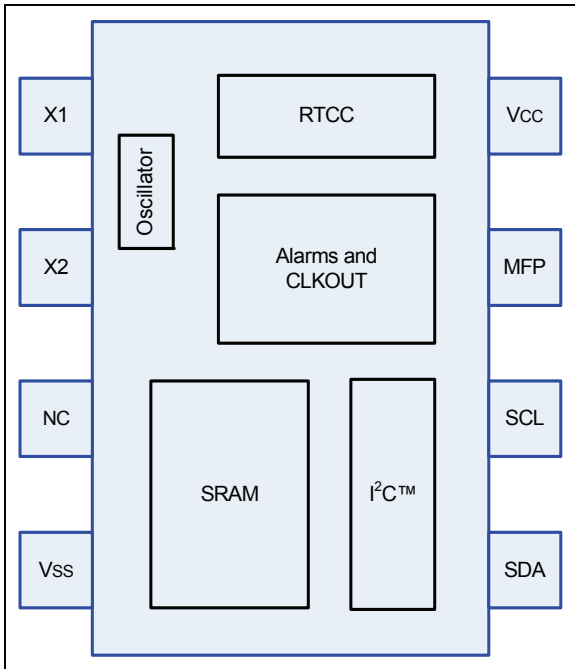 X1
RTCC
Vcc
Oscillator
X2
Alarms and
CLKOUT
MFP
NC
SRAM
I²C™
SCL
Vss
SDA